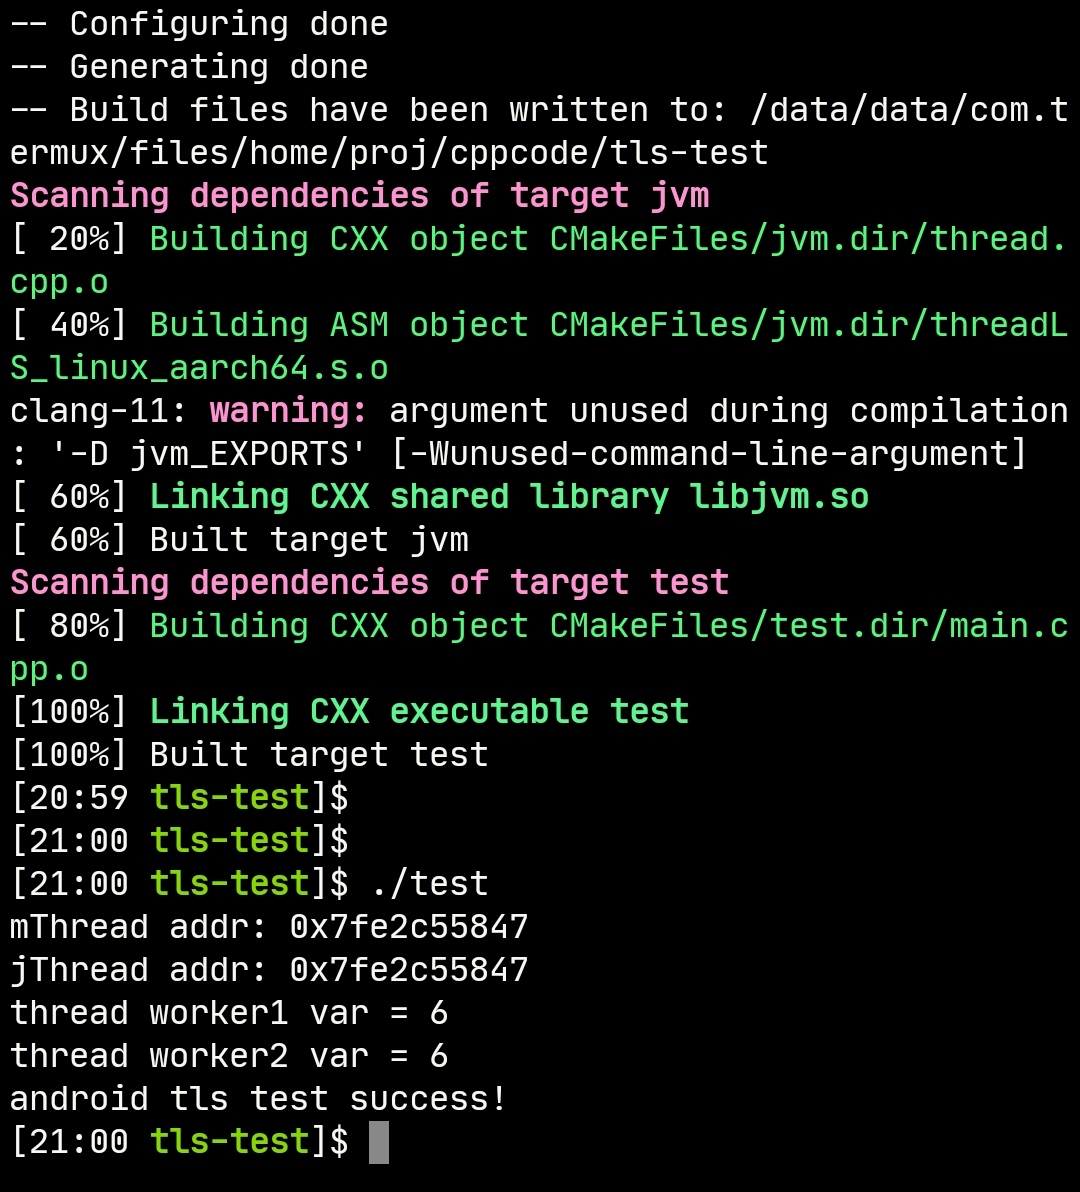 -- Configuring done
-- Generating done
-- Build files have been written to: /data/data/com.t
ermux/files/home/proj/cppcode/tls-test
Scanning dependencies of target jvm
[ 20%] Building CXX object CMakeFiles/jvm.dir/thread.
cpp.o
[ 40%] Building ASM object CMakeFiles/jvm.dir/threadL
S_linux_aarch64.s.o
clang-11: warning: argument unused during compilation
: '-D jvm_EXPORTS' [-Wunused-command-line-argument]
[ 60%] Linking CXX shared library libjvm.so
[ 60%] Built target jvm
Scanning dependencies of target test
[ 80%] Building CXX object CMakeFiles/test.dir/main.c
pp.o
[100%] Linking CXX executable test
[100%] Built target test
[20:59 tls-test]$
[21:00 tls-test]$
[21:00 tls-test]$ ./test
mThread addr: 0x7fe2c55847
jThread addr: 0x7fe2c55847
thread worker1 var = 6
thread worker2 var = 6
android tls test success!
[21:00 tls-test]$